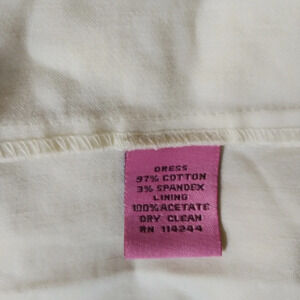 DRESS
97% COTTON
3% SPANDEX
LINING
100% ACETATE
DRY CLEAN
RN 114244